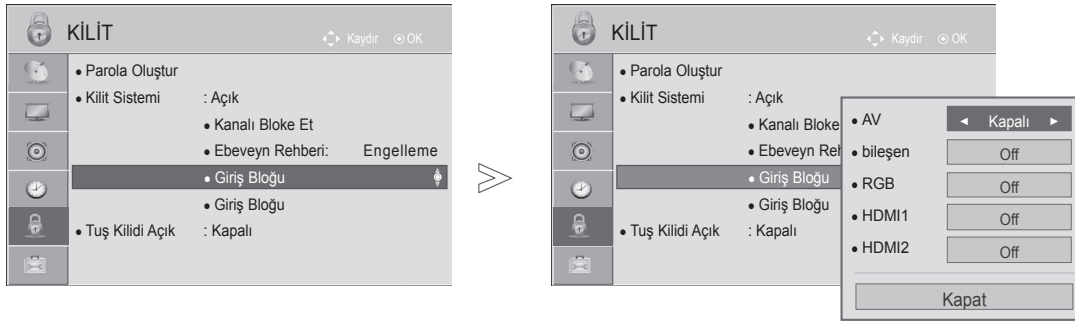 KİLİT
Kaydır OK
• Parola Oluştur
• Kilit Sistemi : Açık
• Kanalı Bloke Et
• Ebeveyn Rehberi: Engelleme
• Giriş Bloğu
• Giriş Bloğu
• Tuş Kilidi Açık : Kapalı
KİLİT
Kaydır OK
• Parola Oluştur
• Kilit Sistemi : Açık
• Kanalı Bloke
• Ebeveyn Reh
• Giriş Bloğu
• Giriş Bloğu
• Tuş Kilidi Açık : Kapalı
• AV ◄ Kapalı ►
• bileşen Off
• RGB Off
• HDMI1 Off
• HDMI2 Off
Kapat